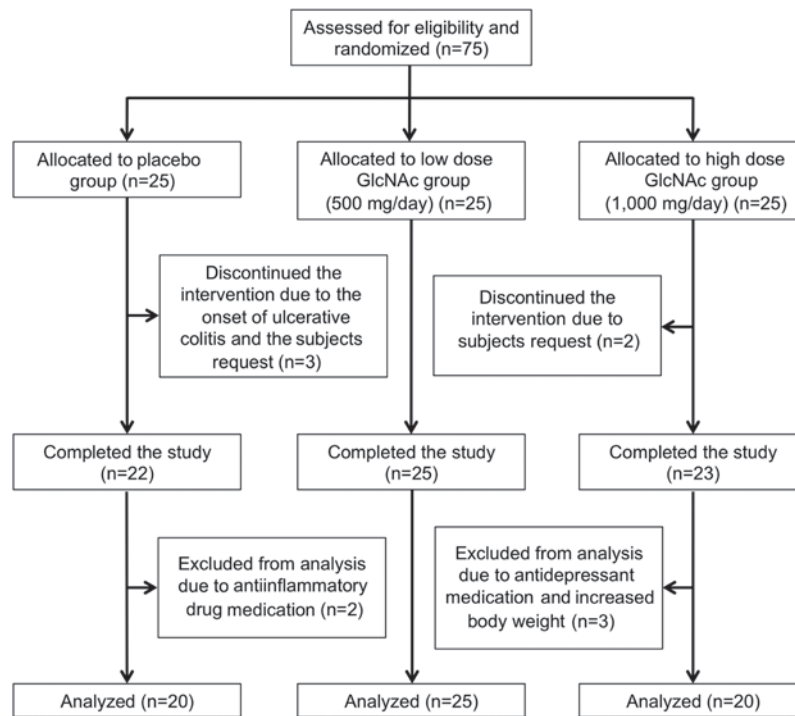 Assessed for eligibility and
randomized (n=75)
Allocated to placebo
group (n=25)
Allocated to low dose
GlcNAc group
(500 mg/day) (n=25)
Allocated to high dose
GlcNAc group
(1,000 mg/day) (n=25)
Discontinued the
intervention due to the
onset of ulcerative
colitis and the subjects
request (n=3)
Discontinued the
intervention due to
subjects request (n=2)
Completed the study
(n=22)
Completed the study
(n=25)
Completed the study
(n=23)
Excluded from analysis
due to antiinflammatory
drug medication (n=2)
Excluded from analysis
due to antidepressant
medication and increased
body weight (n=3)
Analyzed (n=20)
Analyzed (n=25)
Analyzed (n=20)